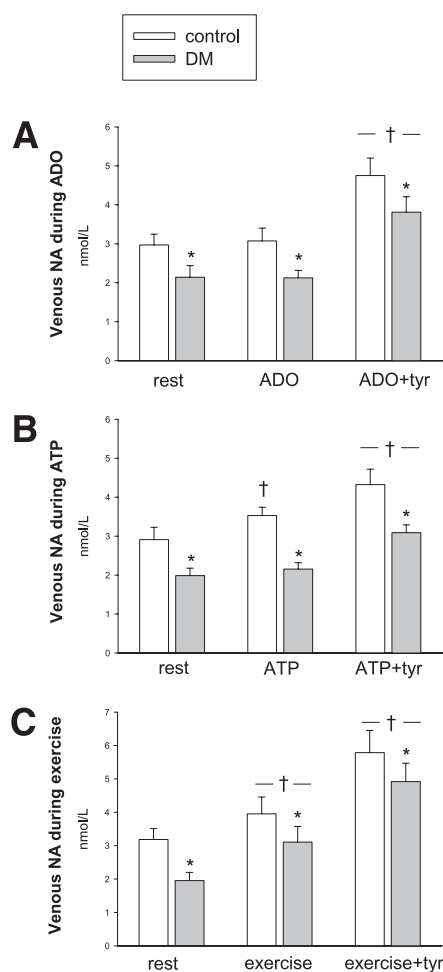 control
DM
A
Venous NA during ADO
nmol/L
6
5
4
3
2
1
0
† 
*
*
*
rest ADO ADO+tyr
B
Venous NA during ATP
nmol/L
6
5
4
3
2
1
0
†
†
*
*
*
rest ATP ATP+tyr
C
Venous NA during exercise
nmol/L
7
6
5
4
3
2
1
0
†
†
*
*
*
rest exercise exercise+tyr